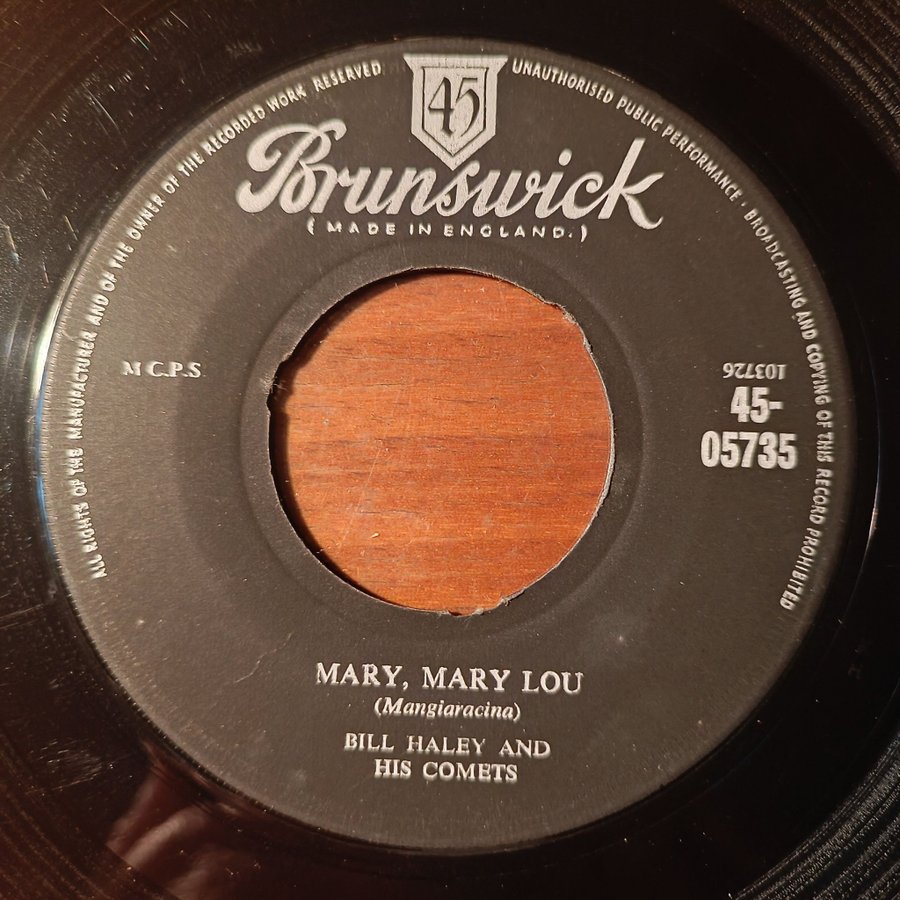 ALL RIGHTS OF THE MANUFACTURER AND OF THE OWNER OF THE RECORDED WORK RESERVED
45
UNAUTHORISED PUBLIC PERFORMANCE · BROADCASTING AND COPYING OF THIS RECORD PROHIBITED
Brunswick
( MADE IN ENGLAND. )
M C.P.S
103726
45-
05735
MARY, MARY LOU
(Mangiaracina)
BILL HALEY AND
HIS COMETS